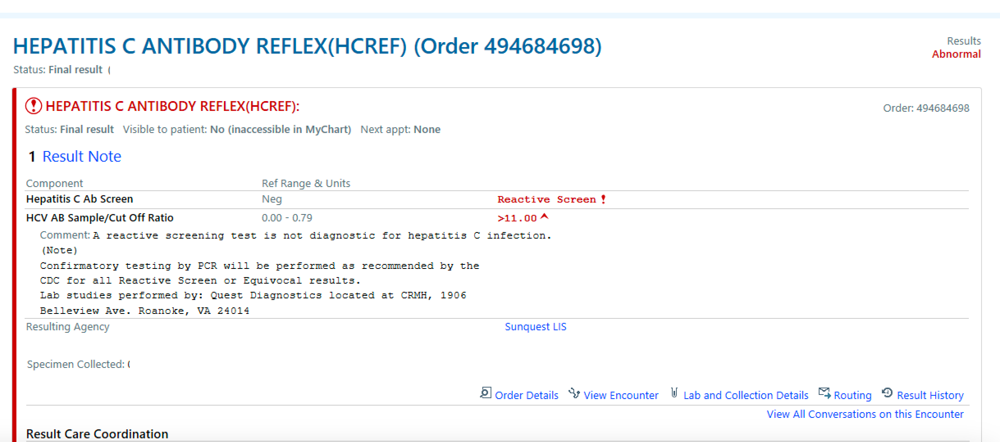 HEPATITIS C ANTIBODY REFLEX(HCREF) (Order 494684698)
Results
Abnormal
Status: Final result (
HEPATITIS C ANTIBODY REFLEX(HCREF):
Order: 494684698
Status: Final result Visible to patient: No (inaccessible in MyChart) Next appt: None
1 Result Note
Component Ref Range & Units
Hepatitis C Ab Screen Neg Reactive Screen !
HCV AB Sample/Cut Off Ratio 0.00 - 0.79 >11.00 ^
Comment: A reactive screening test is not diagnostic for hepatitis C infection.
(Note)
Confirmatory testing by PCR will be performed as recommended by the
CDC for all Reactive Screen or Equivocal results.
Lab studies performed by: Quest Diagnostics located at CRMH, 1906
Belleview Ave. Roanoke, VA 24014
Resulting Agency Sunquest LIS
Specimen Collected: (
Order Details View Encounter Lab and Collection Details Routing Result History
View All Conversations on this Encounter
Result Care Coordination